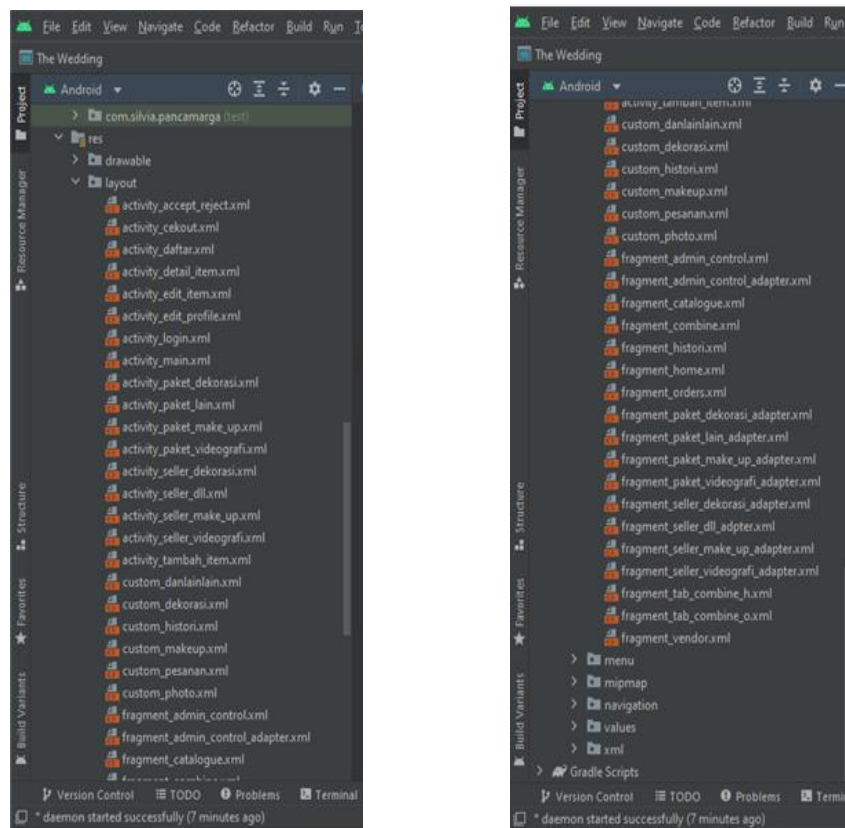 File Edit View Navigate Code Refactor Build Run
The Wedding
Android
Project
Resource Manager
Structure
Favorites
Build Variants
com.silvia.pancamarga (test)
res
drawable
layout
activity_accept_reject.xml
activity_cekout.xml
activity_daftar.xml
activity_detail_item.xml
activity_edit_item.xml
activity_edit_profile.xml
activity_login.xml
activity_main.xml
activity_paket_dekorasi.xml
activity_paket_lain.xml
activity_paket_make_up.xml
activity_paket_videografi.xml
activity_seller_dekorasi.xml
activity_seller_dll.xml
activity_seller_make_up.xml
activity_seller_videografi.xml
activity_tambah_item.xml
custom_danlainlain.xml
custom_dekorasi.xml
custom_histori.xml
custom_makeup.xml
custom_pesanan.xml
custom_photo.xml
fragment_admin_control.xml
fragment_admin_control_adapter.xml
fragment_catalogue.xml
Version Control TODO Problems Terminal
* daemon started successfully (7 minutes ago)
File Edit View Navigate Code Refactor Build Run
The Wedding
Android
Project
Resource Manager
Structure
Favorites
Build Variants
activity_tambah_item.xml
custom_danlainlain.xml
custom_dekorasi.xml
custom_histori.xml
custom_makeup.xml
custom_pesanan.xml
custom_photo.xml
fragment_admin_control.xml
fragment_admin_control_adapter.xml
fragment_catalogue.xml
fragment_combine.xml
fragment_histori.xml
fragment_home.xml
fragment_orders.xml
fragment_paket_dekorasi_adapter.xml
fragment_paket_lain_adapter.xml
fragment_paket_make_up_adapter.xml
fragment_paket_videografi_adapter.xml
fragment_seller_dekorasi_adapter.xml
fragment_seller_dll_adpter.xml
fragment_seller_make_up_adapter.xml
fragment_seller_videografi_adapter.xml
fragment_tab_combine_h.xml
fragment_tab_combine_o.xml
fragment_vendor.xml
menu
mipmap
navigation
values
xml
Gradle Scripts
Version Control TODO Problems
* daemon started successfully (7 minutes ago)